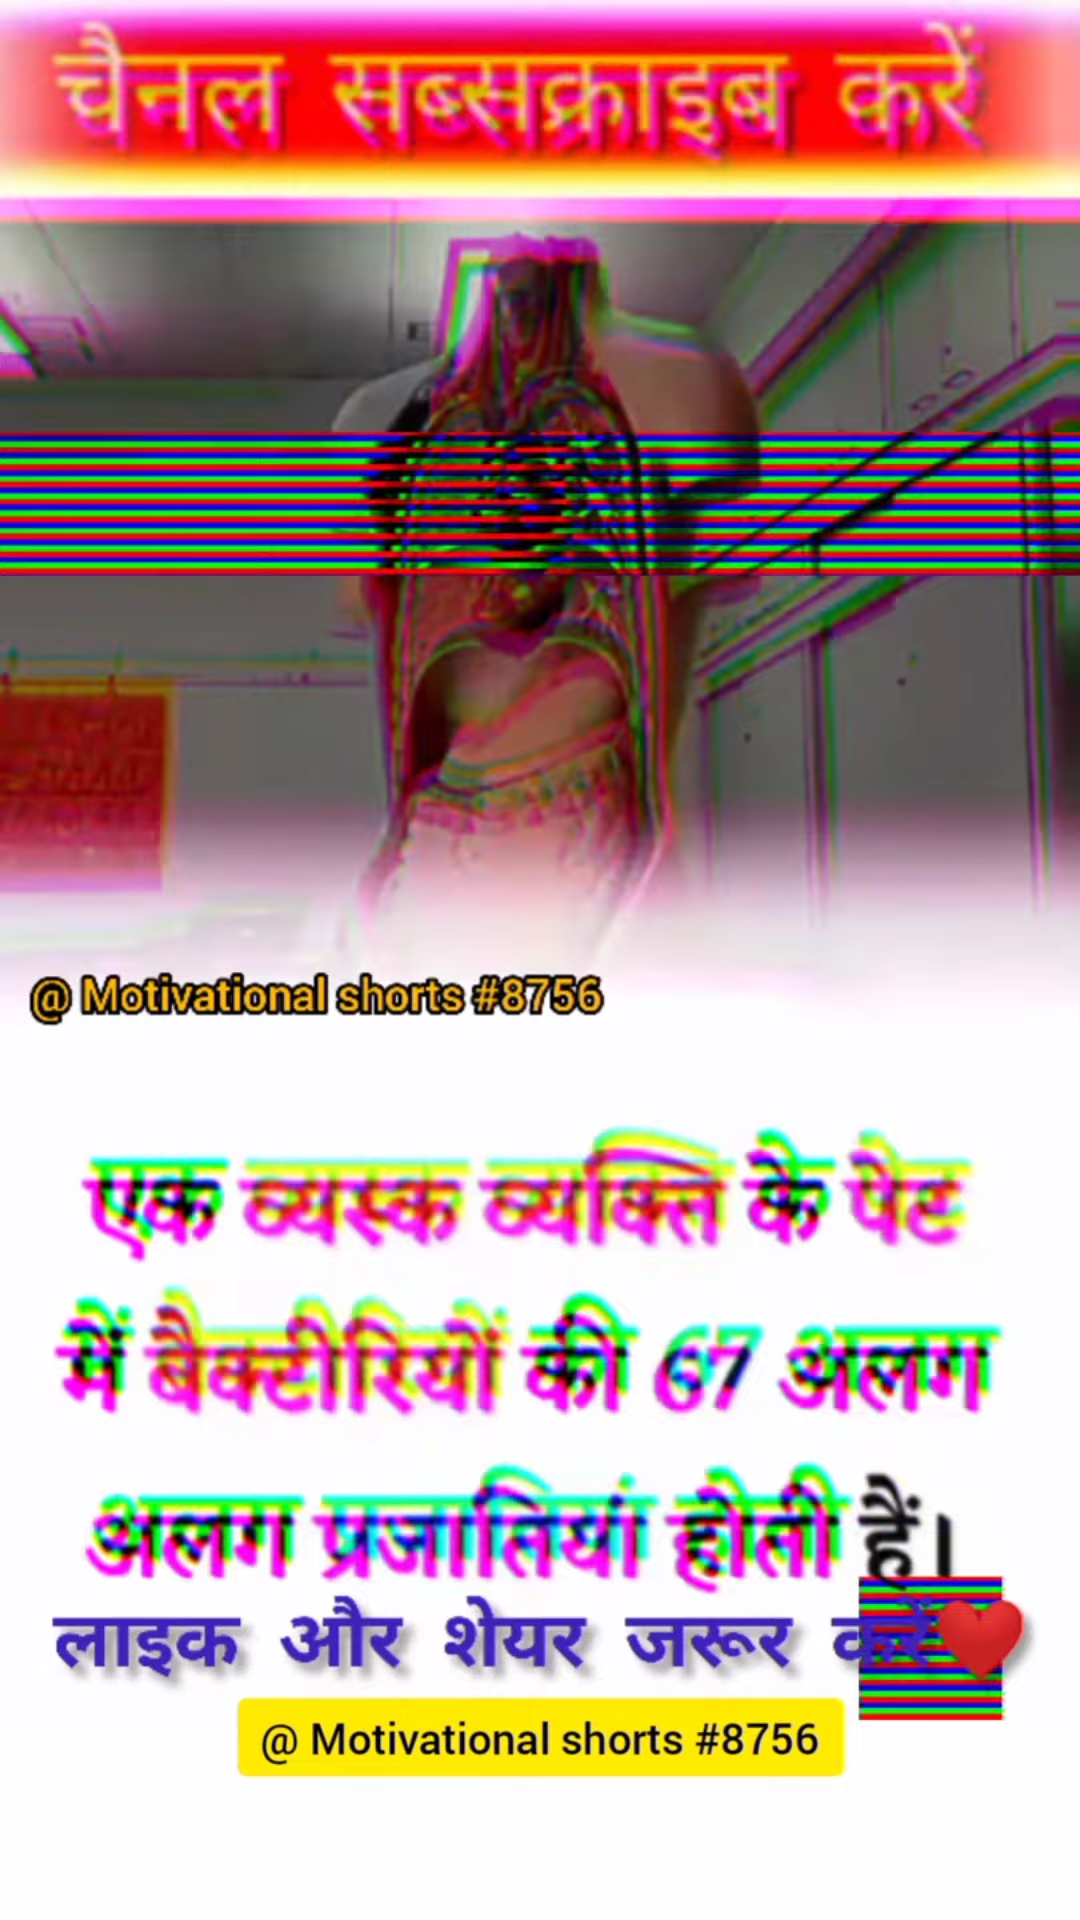 चैनल सब्सक्राइब करें
@ Motivational shorts #8756
एक व्यस्क व्यक्ति के पेट
में बैक्टीरियों की 67 अलग
अलग प्रजातियां होती हैं।
लाइक और शेयर जरूर करें❤️
@ Motivational shorts #8756